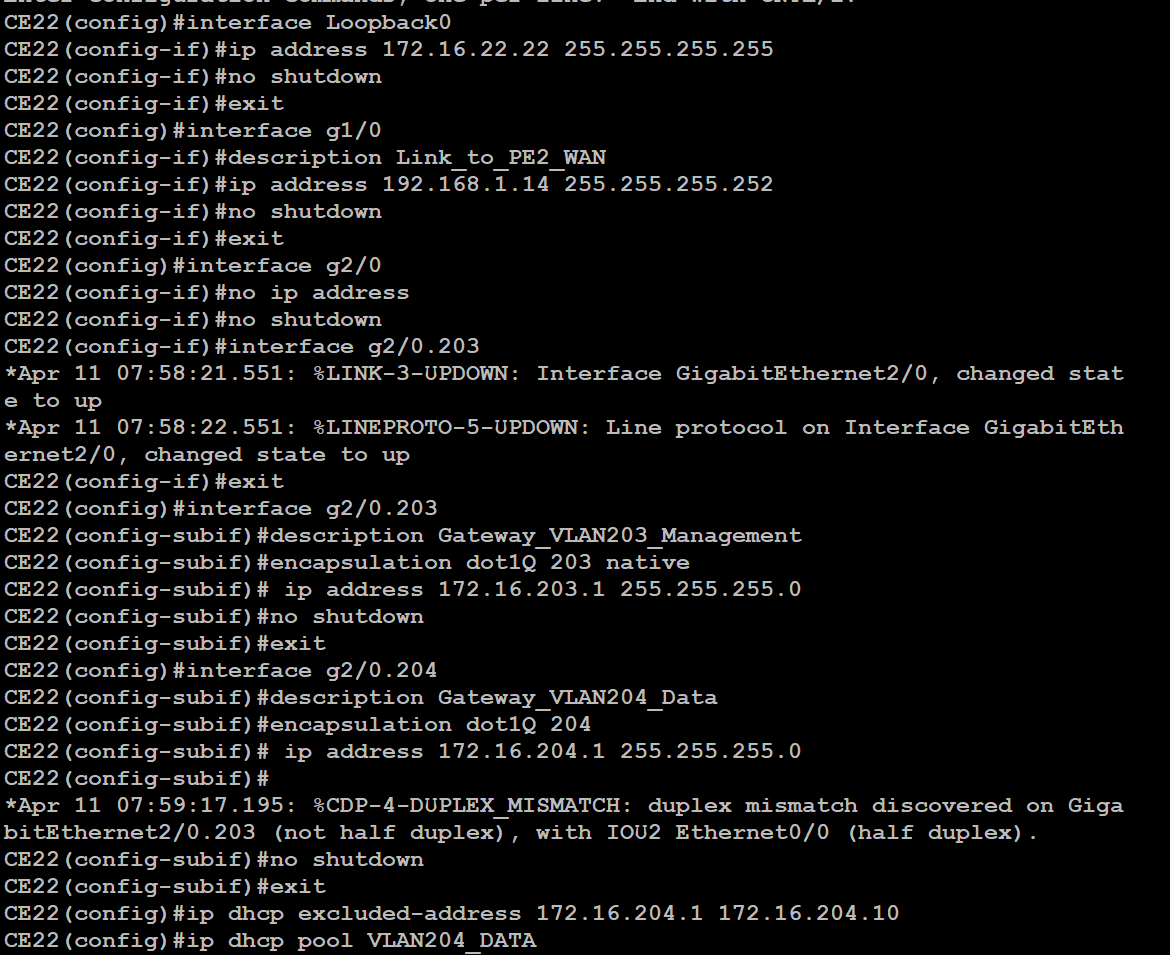 CE22(config)#interface Loopback0
CE22(config-if)#ip address 172.16.22.22 255.255.255.255
CE22(config-if)#no shutdown
CE22(config-if)#exit
CE22(config)#interface g1/0
CE22(config-if)#description Link_to_PE2_WAN
CE22(config-if)#ip address 192.168.1.14 255.255.255.252
CE22(config-if)#no shutdown
CE22(config-if)#exit
CE22(config)#interface g2/0
CE22(config-if)#no ip address
CE22(config-if)#no shutdown
CE22(config-if)#interface g2/0.203
*Apr 11 07:58:21.551: %LINK-3-UPDOWN: Interface GigabitEthernet2/0, changed stat
e to up
*Apr 11 07:58:22.551: %LINEPROTO-5-UPDOWN: Line protocol on Interface GigabitEth
ernet2/0, changed state to up
CE22(config-if)#exit
CE22(config)#interface g2/0.203
CE22(config-subif)#description Gateway_VLAN203_Management
CE22(config-subif)#encapsulation dot1Q 203 native
CE22(config-subif)# ip address 172.16.203.1 255.255.255.0
CE22(config-subif)#no shutdown
CE22(config-subif)#exit
CE22(config)#interface g2/0.204
CE22(config-subif)#description Gateway_VLAN204_Data
CE22(config-subif)#encapsulation dot1Q 204
CE22(config-subif)# ip address 172.16.204.1 255.255.255.0
CE22(config-subif)#
*Apr 11 07:59:17.195: %CDP-4-DUPLEX_MISMATCH: duplex mismatch discovered on Giga
bitEthernet2/0.203 (not half duplex), with IOU2 Ethernet0/0 (half duplex).
CE22(config-subif)#no shutdown
CE22(config-subif)#exit
CE22(config)#ip dhcp excluded-address 172.16.204.1 172.16.204.10
CE22(config)#ip dhcp pool VLAN204_DATA